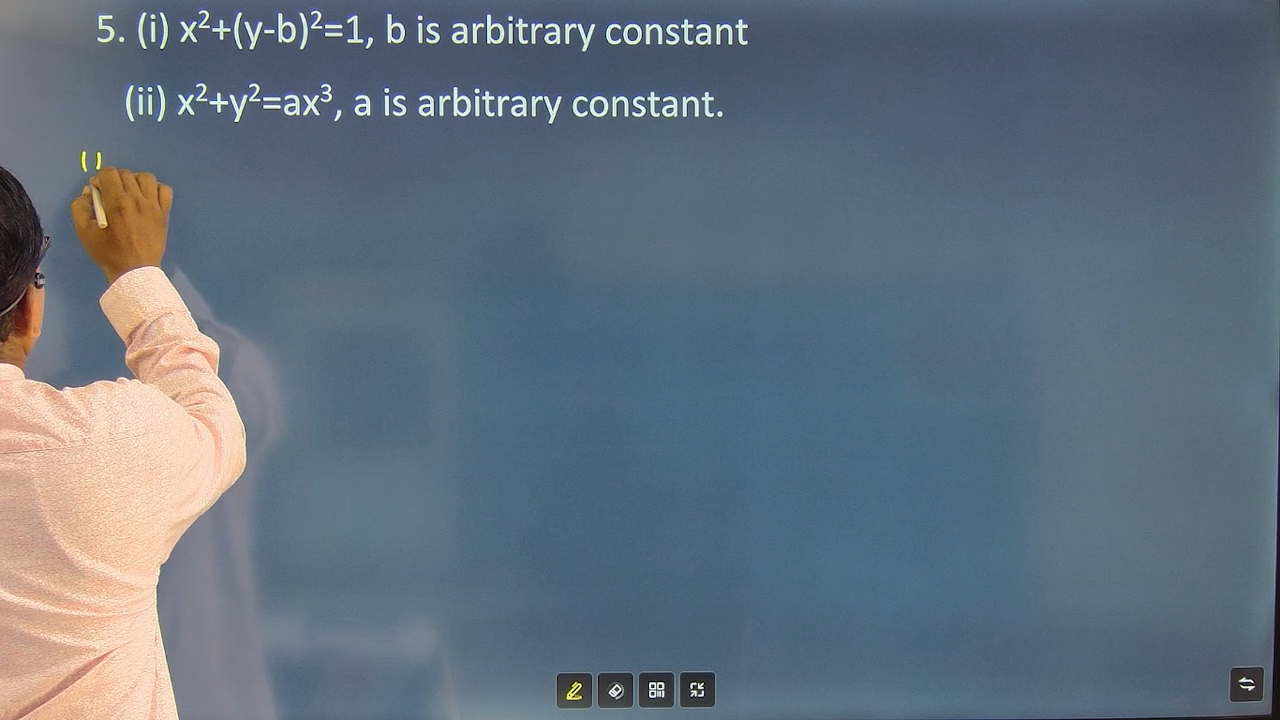 5. (i) x²+(y-b)²=1, b is arbitrary constant
(ii) x²+y²=ax³, a is arbitrary constant.